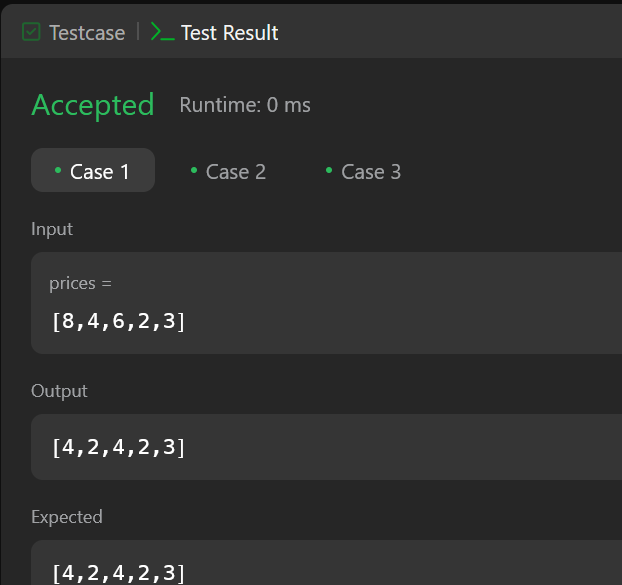 Testcase | Test Result
Accepted Runtime: 0 ms
Case 1 Case 2 Case 3
Input
prices =
[8,4,6,2,3]
Output
[4,2,4,2,3]
Expected
[4,2,4,2,3]